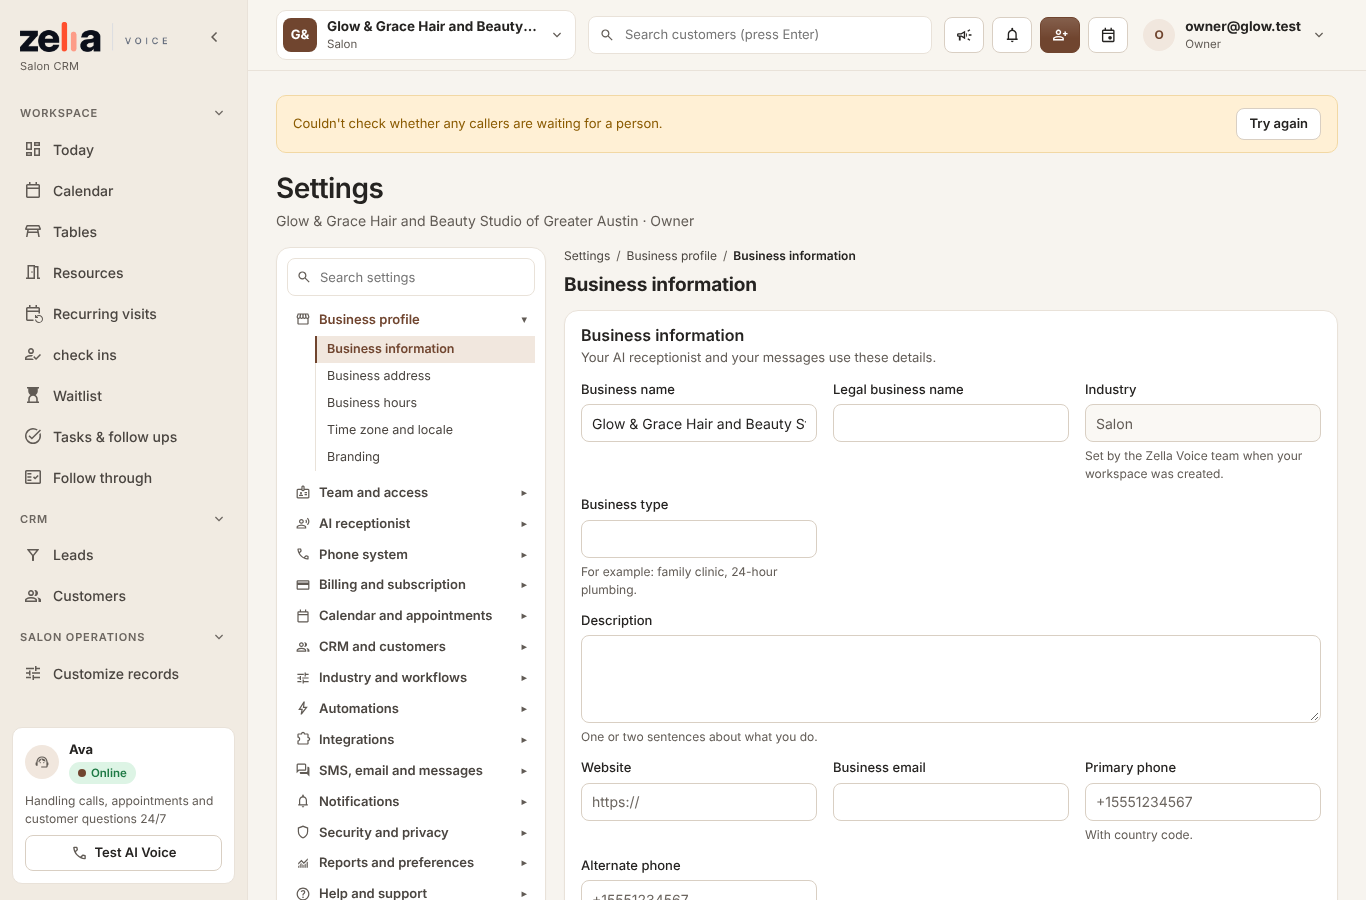 zella VOICE
Salon CRM
WORKSPACE
Today
Calendar
Tables
Resources
Recurring visits
check ins
Waitlist
Tasks & follow ups
Follow through
CRM
Leads
Customers
SALON OPERATIONS
Customize records
Ava
Online
Handling calls, appointments and
customer questions 24/7
Test AI Voice
G&
Glow & Grace Hair and Beauty...
Salon
Search customers (press Enter)
O
owner@glow.test
Owner
Couldn't check whether any callers are waiting for a person.
Try again
Settings
Glow & Grace Hair and Beauty Studio of Greater Austin · Owner
Search settings
Business profile
Business information
Business address
Business hours
Time zone and locale
Branding
Team and access
AI receptionist
Phone system
Billing and subscription
Calendar and appointments
CRM and customers
Industry and workflows
Automations
Integrations
SMS, email and messages
Notifications
Security and privacy
Reports and preferences
Help and support
Settings / Business profile / Business information
Business information
Business information
Your AI receptionist and your messages use these details.
Business name
Glow & Grace Hair and Beauty S
Legal business name
Industry
Salon
Set by the Zella Voice team when your
workspace was created.
Business type
For example: family clinic, 24-hour
plumbing.
Description
One or two sentences about what you do.
Website
https://
Business email
Primary phone
+15551234567
With country code.
Alternate phone
+15551234567